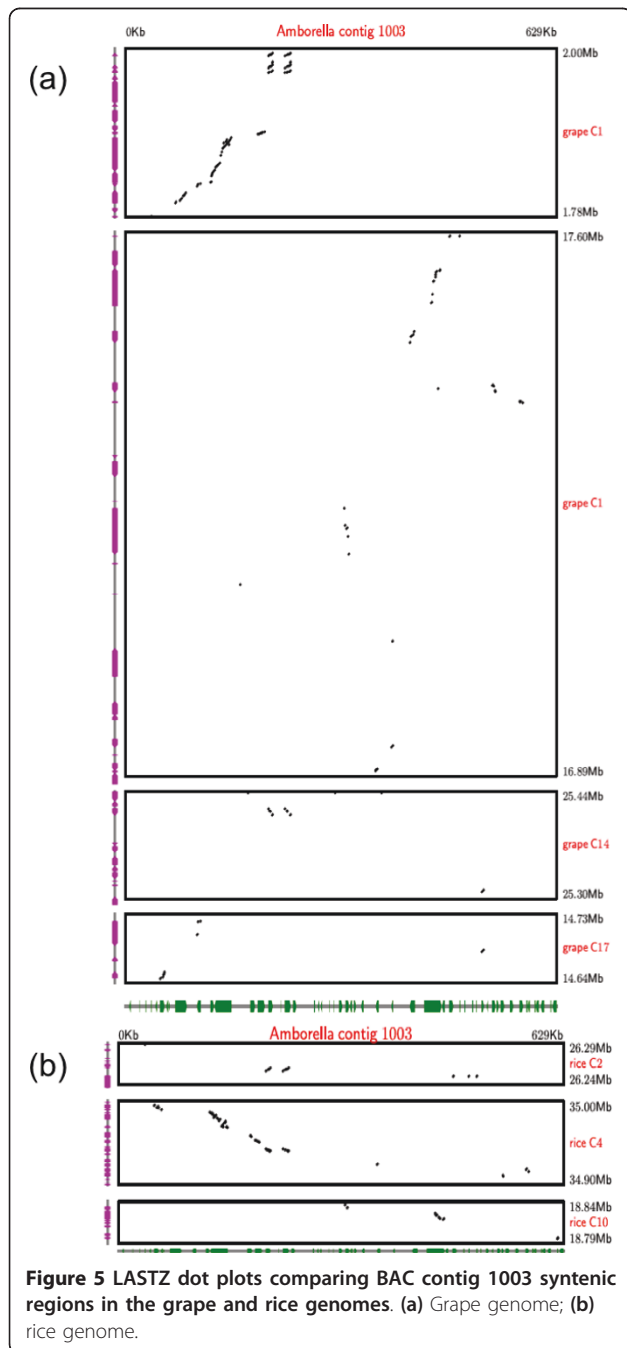 0Kb Amborella contig 1003 629Kb
(a)
2.00Mb
grape C1
1.78Mb
17.60Mb
grape C1
16.89Mb
25.44Mb
grape C14
25.30Mb
14.73Mb
grape C17
14.64Mb
0Kb Amborella contig 1003 629Kb
(b)
26.29Mb
rice C2
26.24Mb
35.00Mb
rice C4
34.90Mb
18.84Mb
rice C10
18.79Mb
Figure 5 LASTZ dot plots comparing BAC contig 1003 syntenic
regions in the grape and rice genomes. (a) Grape genome; (b)
rice genome.